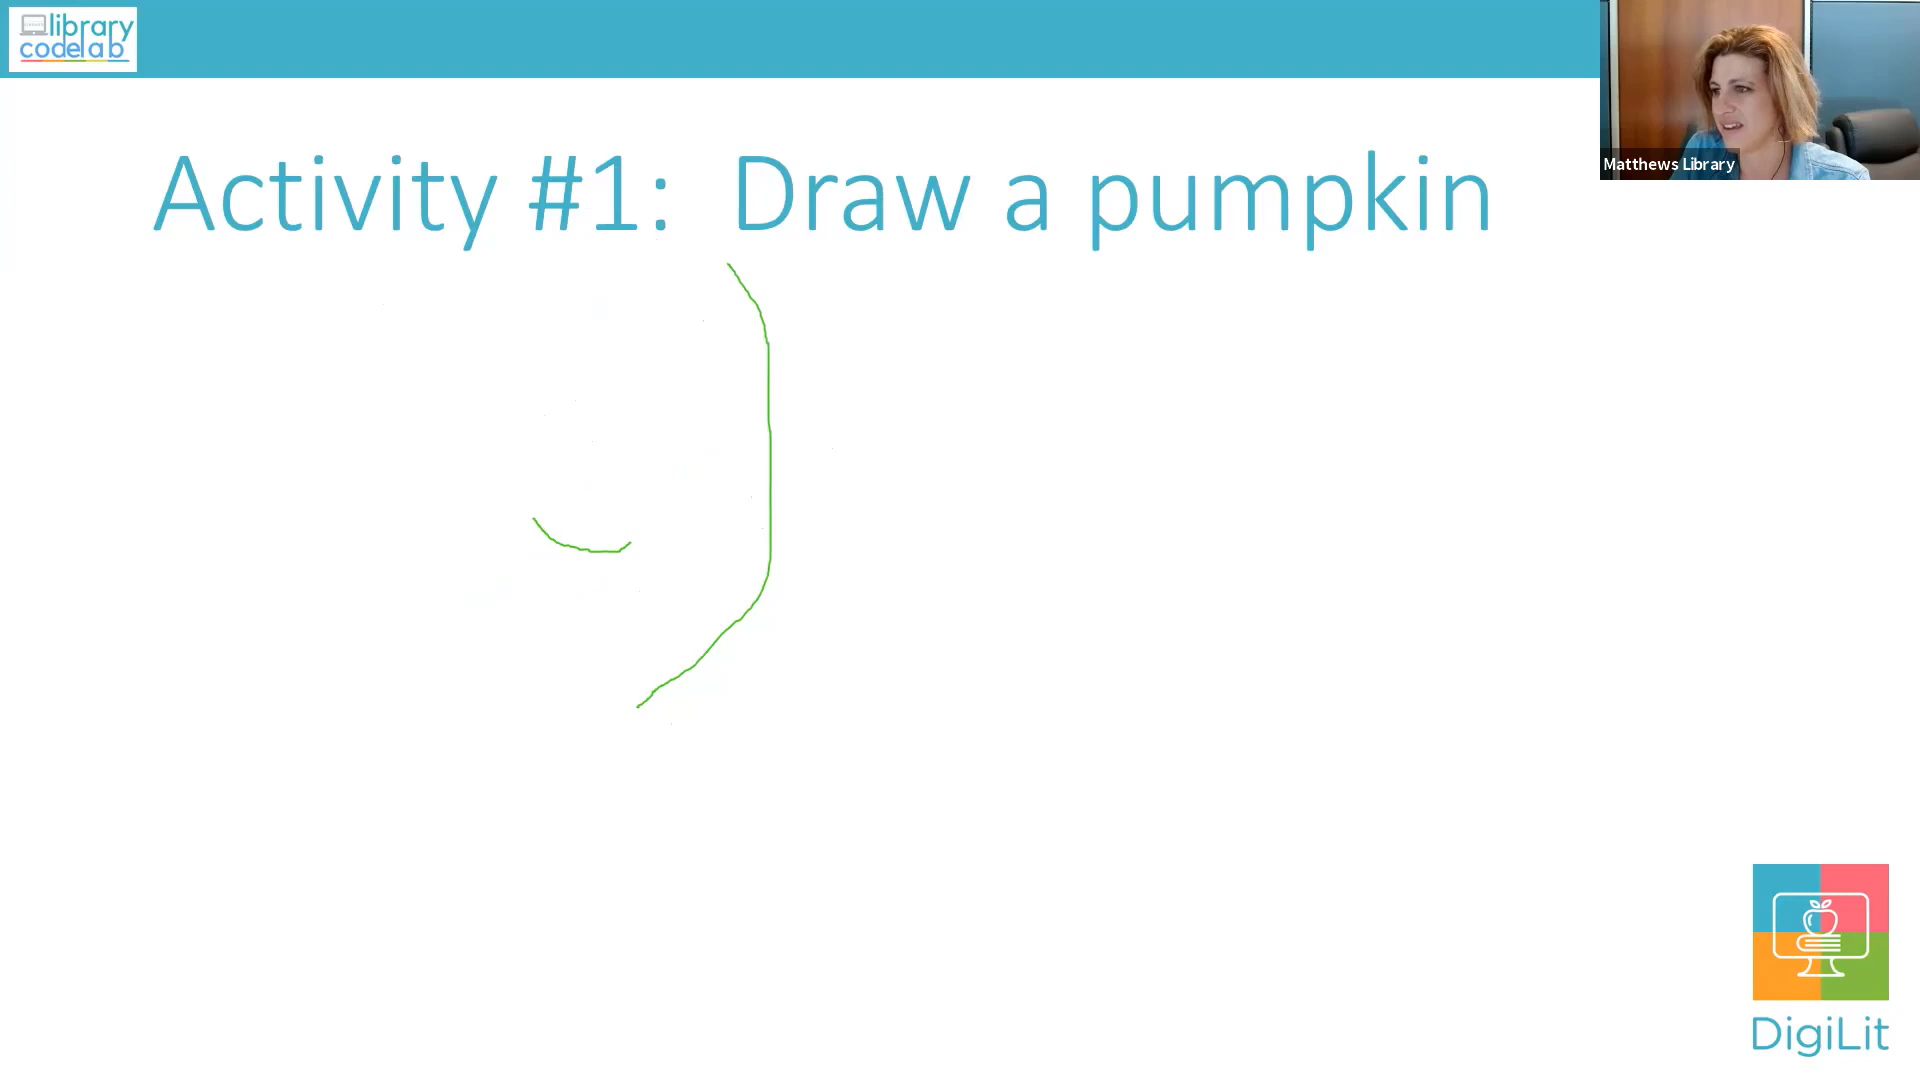 library
codelab
Activity #1: Draw a pumpkin
Matthews Library
DigiLit